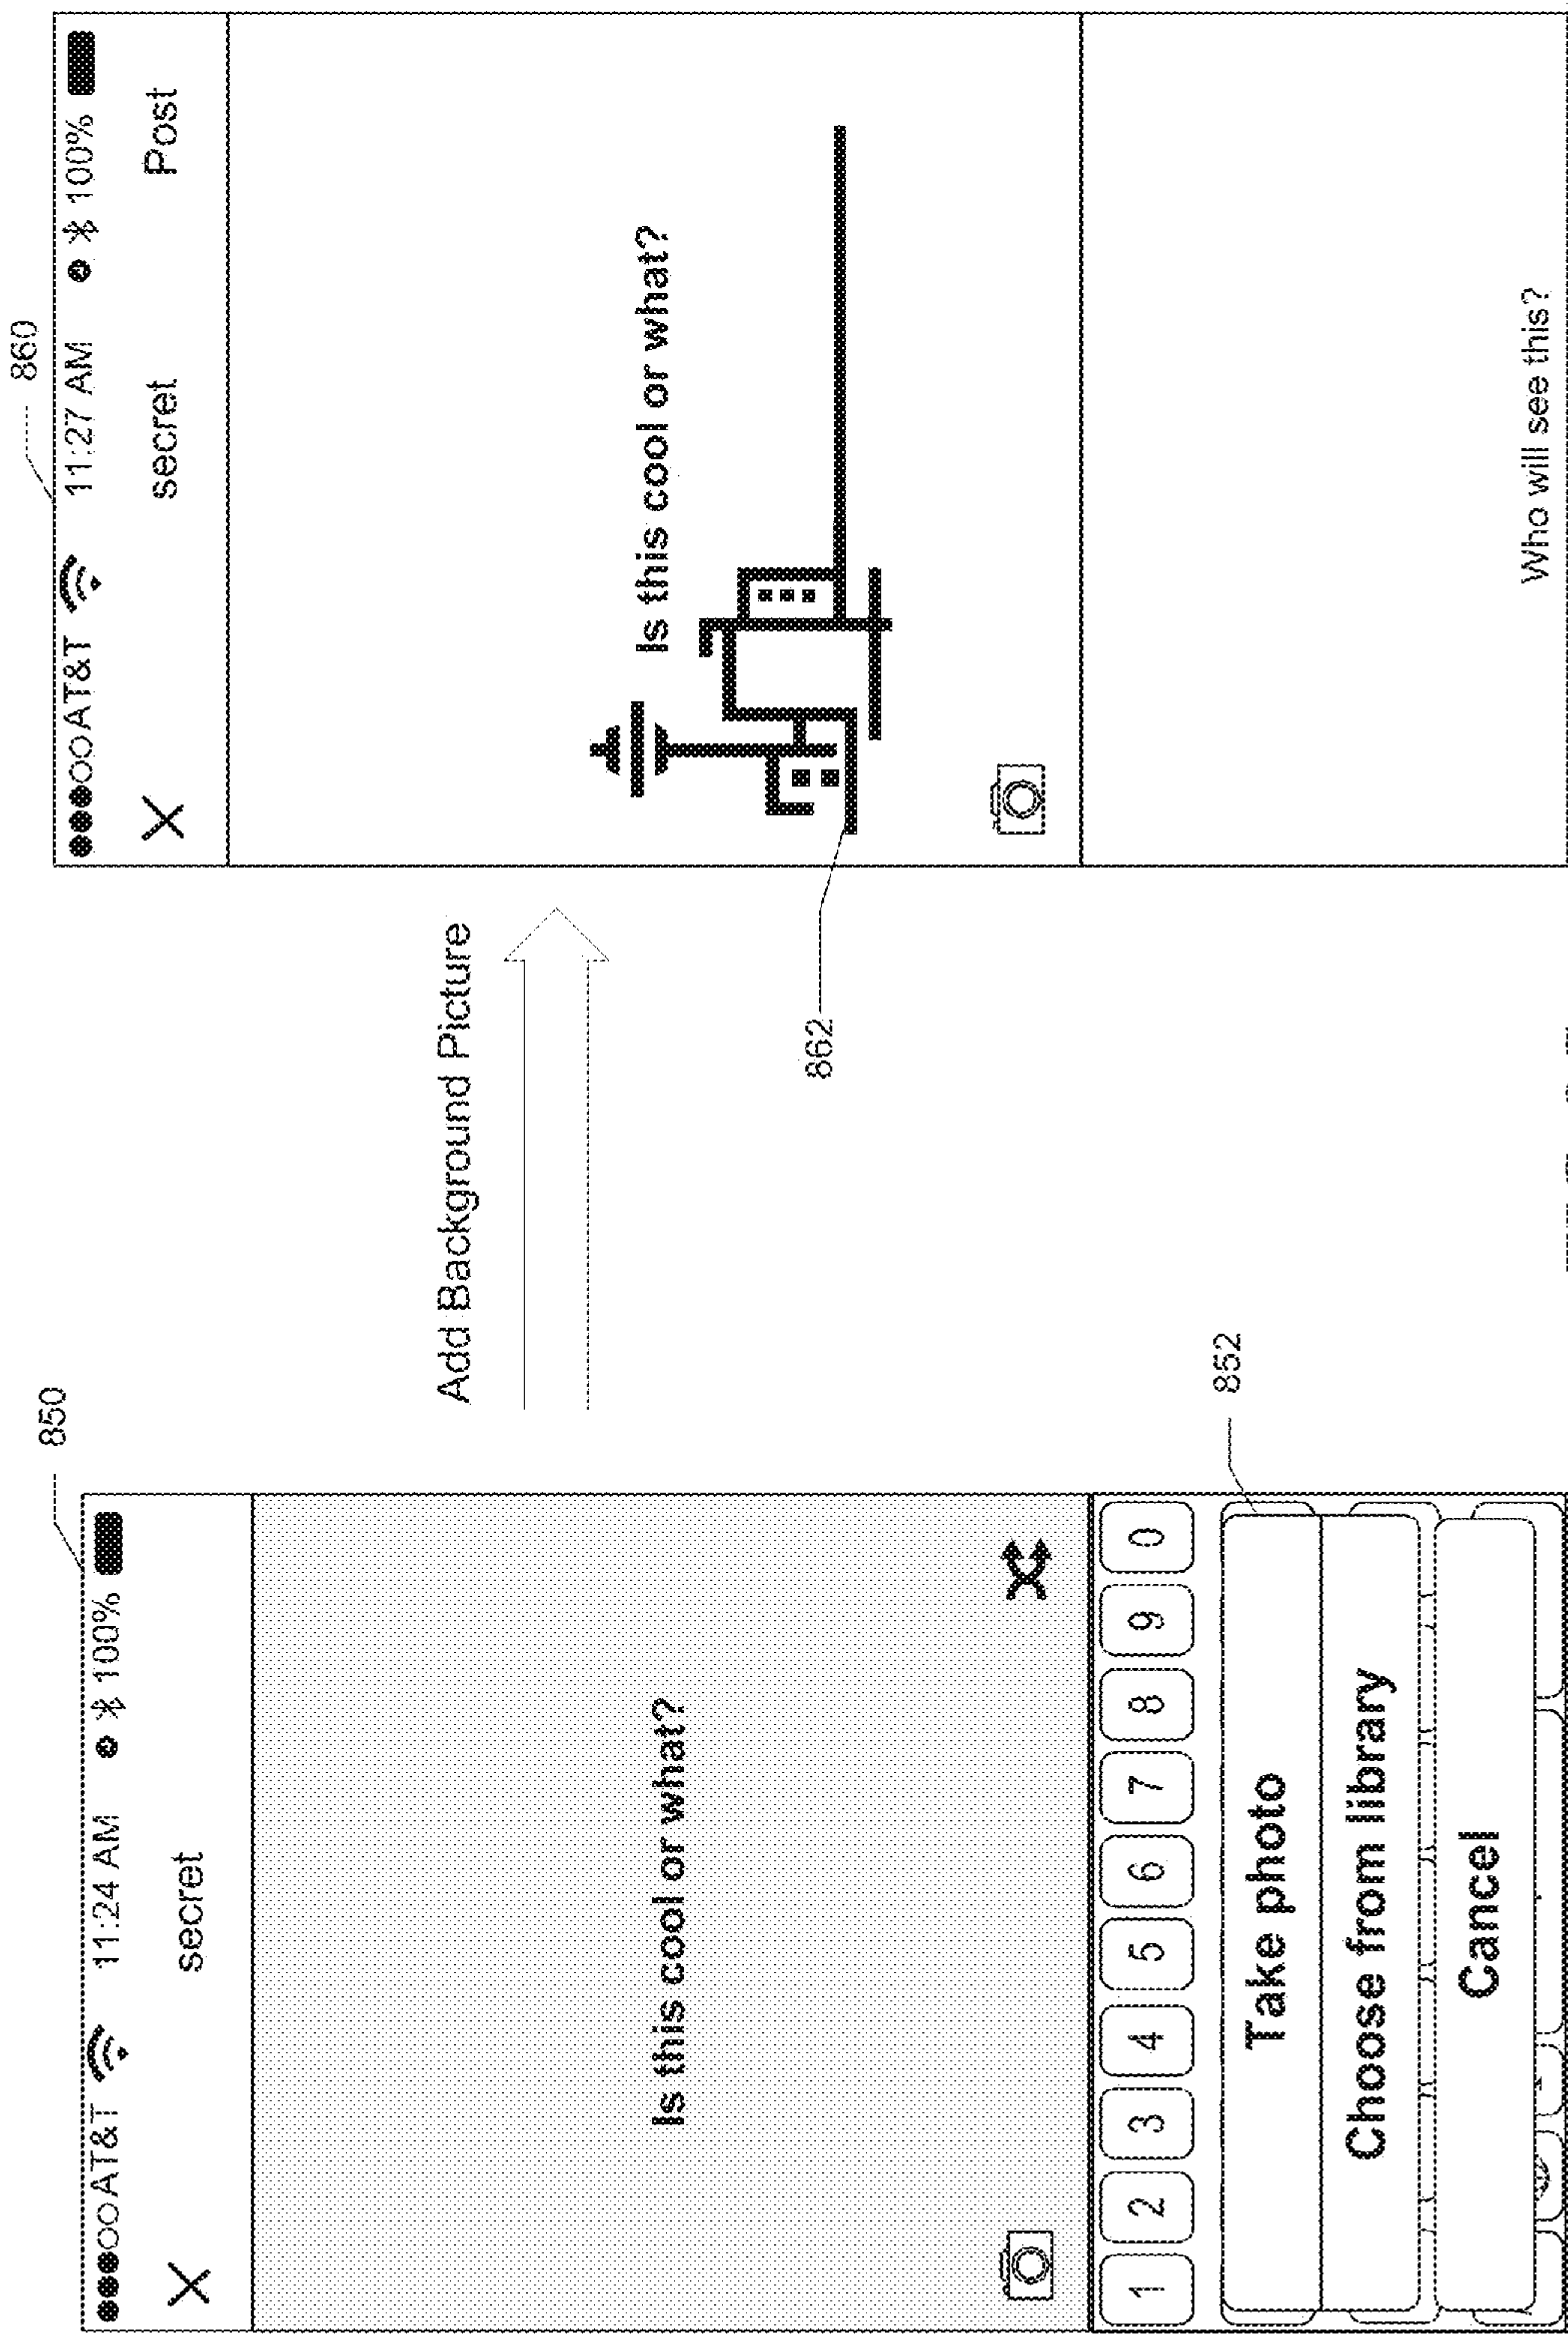 850
●●●○○AT&T 11:24 AM 100%
X secret
Is this cool or what?
1 2 3 4 5 6 7 8 9 0
852
Take photo
Choose from library
Cancel
Add Background Picture
860
●●●○○AT&T 11:27 AM 100%
X secret Post
Is this cool or what?
862
Who will see this?